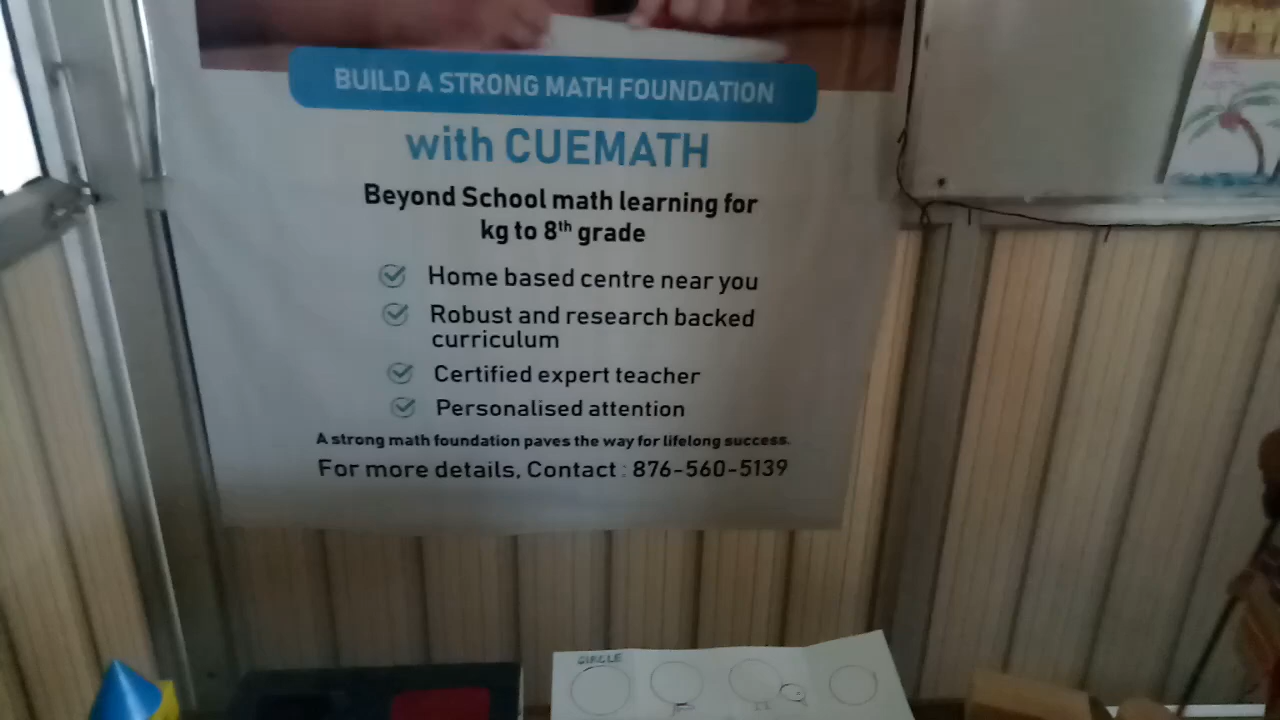 BUILD A STRONG MATH FOUNDATION
with CUEMATH
Beyond School math learning for
kg to 8th grade
Home based centre near you
Robust and research backed
curriculum
Certified expert teacher
Personalised attention
A strong math foundation paves the way for lifelong success.
For more details, Contact : 876-560-5139
CIRCLE